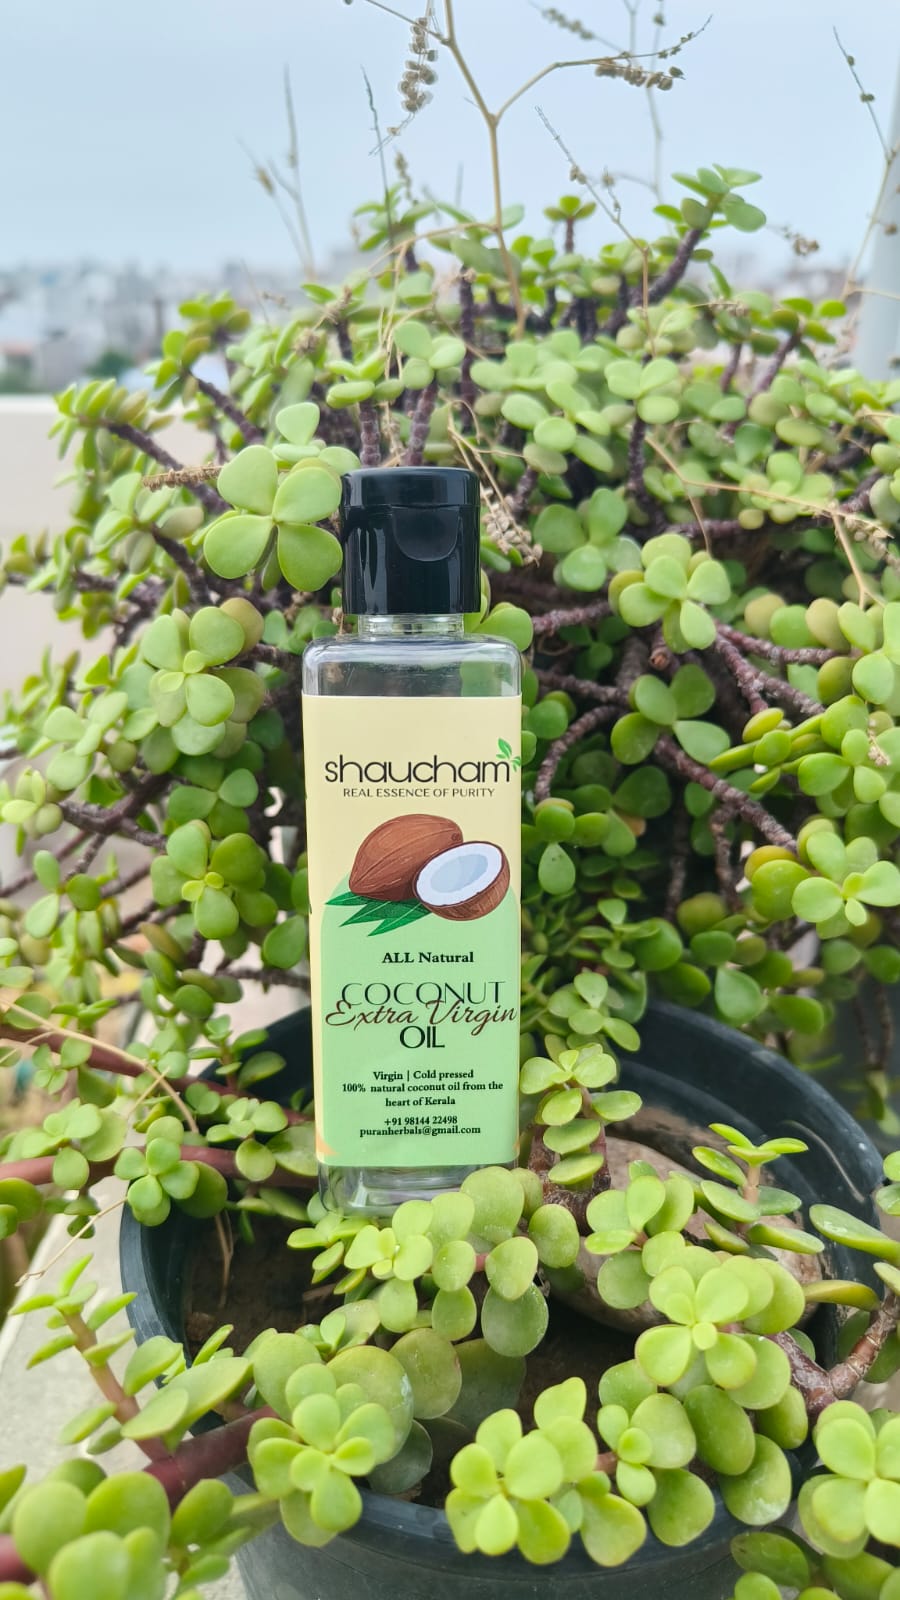 shaucham
REAL ESSENCE OF PURITY
ALL Natural
COCONUT
Extra Virgin
OIL
Virgin | Cold pressed
100% natural coconut oil from the
heart of Kerala
+91 98144 22498
puranherbals@gmail.com